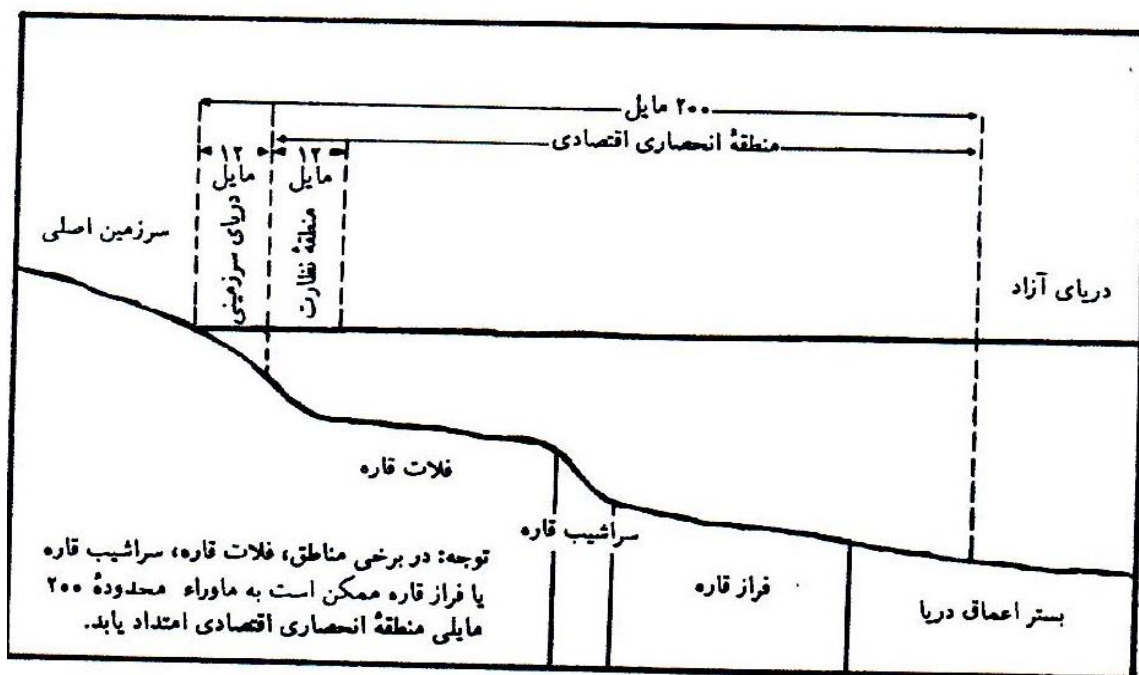 ۲۰۰ مایل
منطقهٔ انحصاری اقتصادی
۱۲
مایل
۱۲
مایل
دریای سرزمینی
منطقهٔ نظارت
سرزمین اصلی
دریای آزاد
فلات قاره
سراشیب قاره
فراز قاره
بستر اعماق دریا
توجه: در برخی مناطق، فلات قاره، سراشیب قاره
یا فراز قاره ممکن است به ماوراء محدودهٔ ۲۰۰
مایلی منطقهٔ انحصاری اقتصادی امتداد یابد.